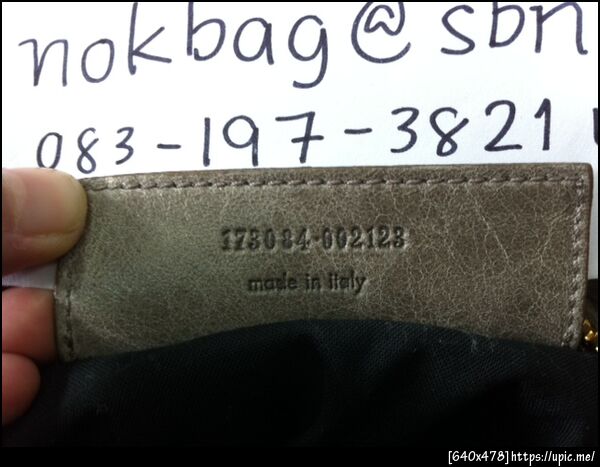 nokbag@sbn
083-197-3821
173084·002123
made in italy
[640x478]https://upic.me/